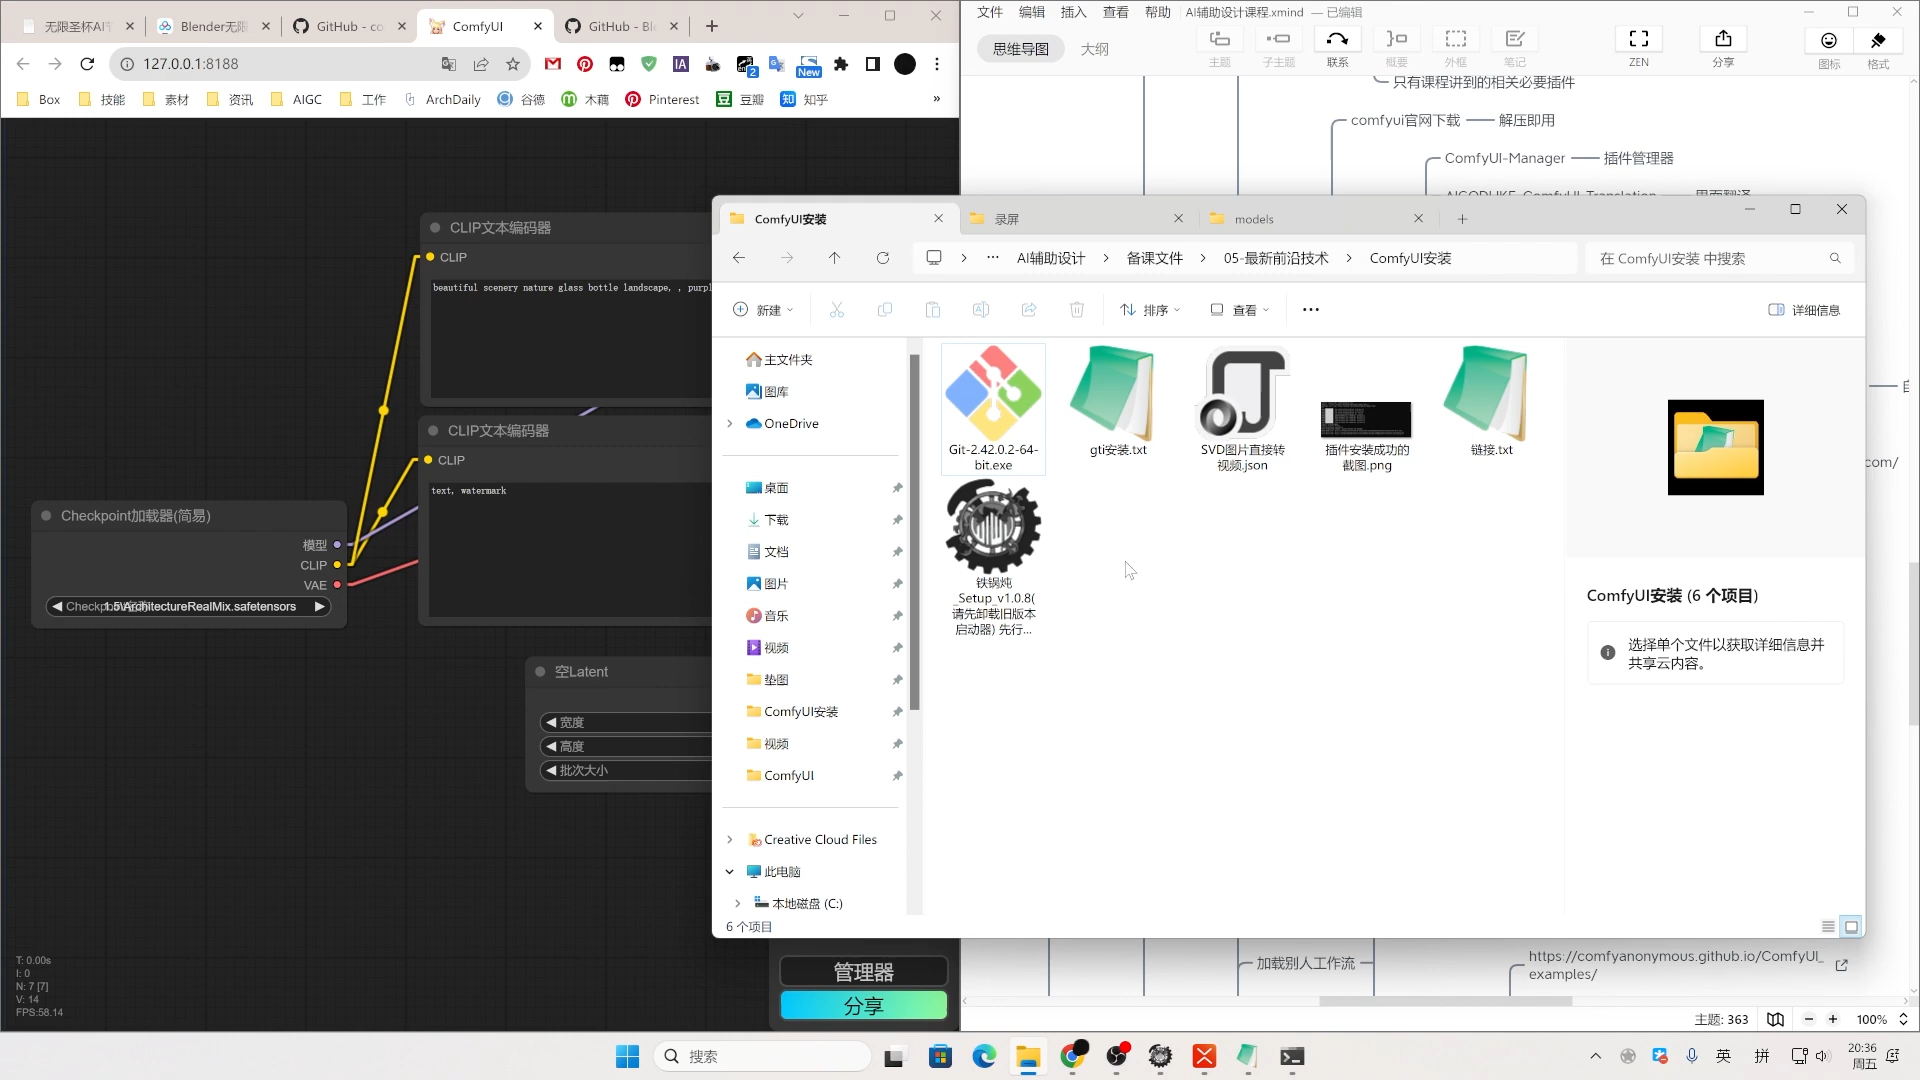 无限圣杯AI节
Blender无限
GitHub - co
ComfyUI
GitHub - Ble
127.0.0.1:8188
2
New
Box
技能
素材
资讯
AIGC
工作
ArchDaily
谷德
木藕
Pinterest
豆瓣
知乎
文件
编辑
插入
查看
帮助
AI辅助设计课程.xmind
— 已编辑
思维导图
大纲
主题
子主题
联系
概要
外框
笔记
ZEN
分享
图标
格式
只有课程讲到的相关必要插件
comfyui官网下载
解压即用
ComfyUI-Manager
插件管理器
CLIP文本编码器
CLIP
beautiful scenery nature glass bottle landscape, , purpl
CLIP文本编码器
CLIP
text, watermark
Checkpoint加载器(简易)
模型
CLIP
VAE
1.5\ArchitectureRealMix.safetensors
空Latent
宽度
高度
批次大小
T: 0.00s
I: 0
N: 7 [7]
V: 14
FPS:58.14
管理器
分享
ComfyUI安装
录屏
models
AI辅助设计
备课文件
05-最新前沿技术
ComfyUI安装
在 ComfyUI安装 中搜索
新建
排序
查看
详细信息
主文件夹
图库
OneDrive
桌面
下载
文档
图片
音乐
视频
垫图
ComfyUI安装
视频
ComfyUI
Creative Cloud Files
此电脑
本地磁盘 (C:)
6 个项目
Git-2.42.0.2-64-
bit.exe
gti安装.txt
SVD图片直接转
视频.json
插件安装成功的
截图.png
链接.txt
铁锅炖
_Setup_v1.0.8(
请先卸载旧版本
启动器) 先行...
ComfyUI安装 (6 个项目)
选择单个文件以获取详细信息并
共享云内容。
com/
加载别人工作流
https://comfyanonymous.github.io/ComfyUI_
examples/
主题: 363
100%
搜索
英
拼
20:36
周五